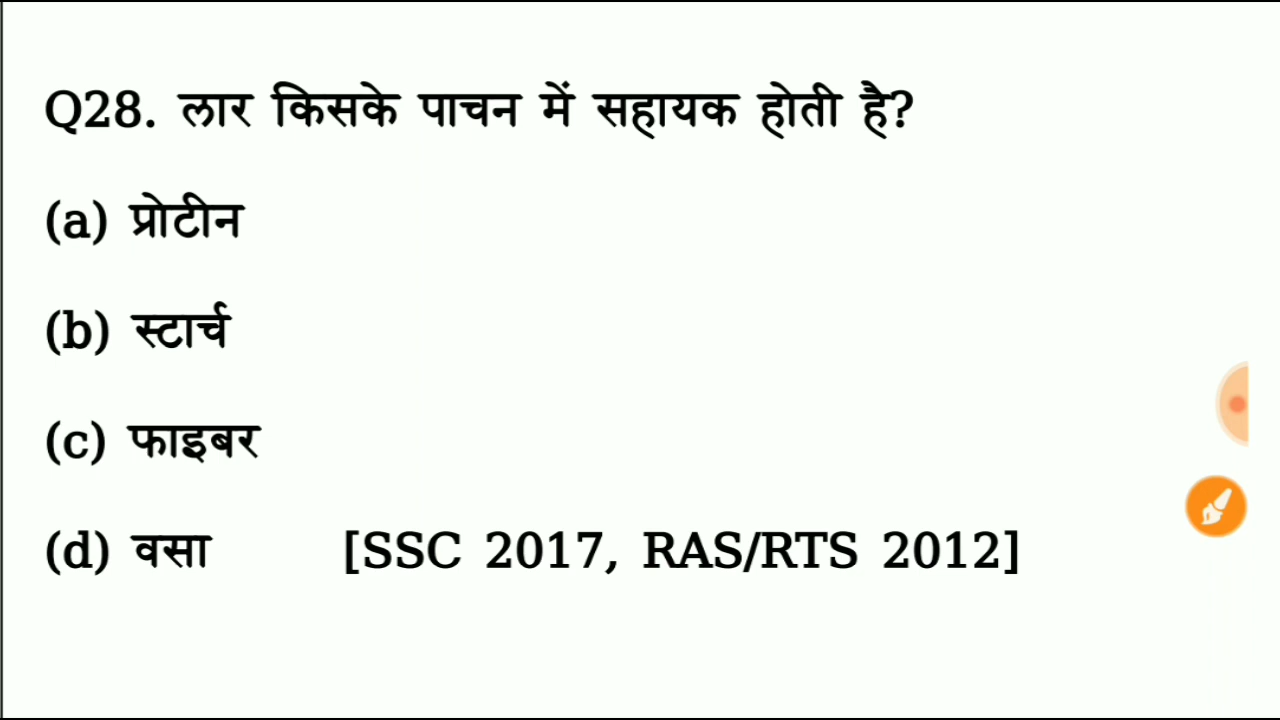 Q28. लार किसके पाचन में सहायक होती है?
(a) प्रोटीन
(b) स्टार्च
(c) फाइबर
(d) वसा [SSC 2017, RAS/RTS 2012]